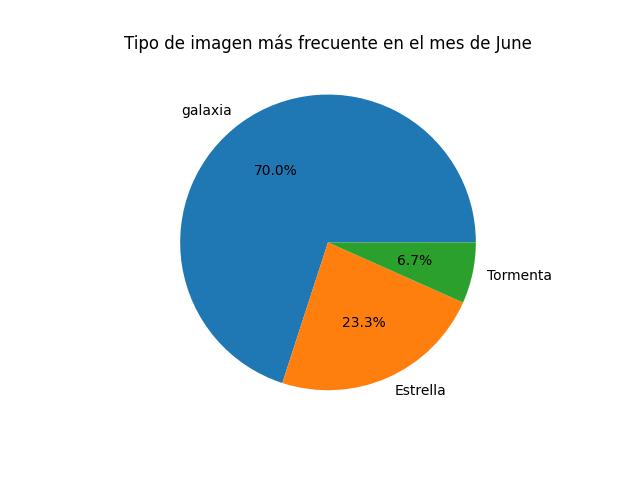 Tipo de imagen más frecuente en el mes de June
galaxia
70.0%
6.7%
Tormenta
23.3%
Estrella